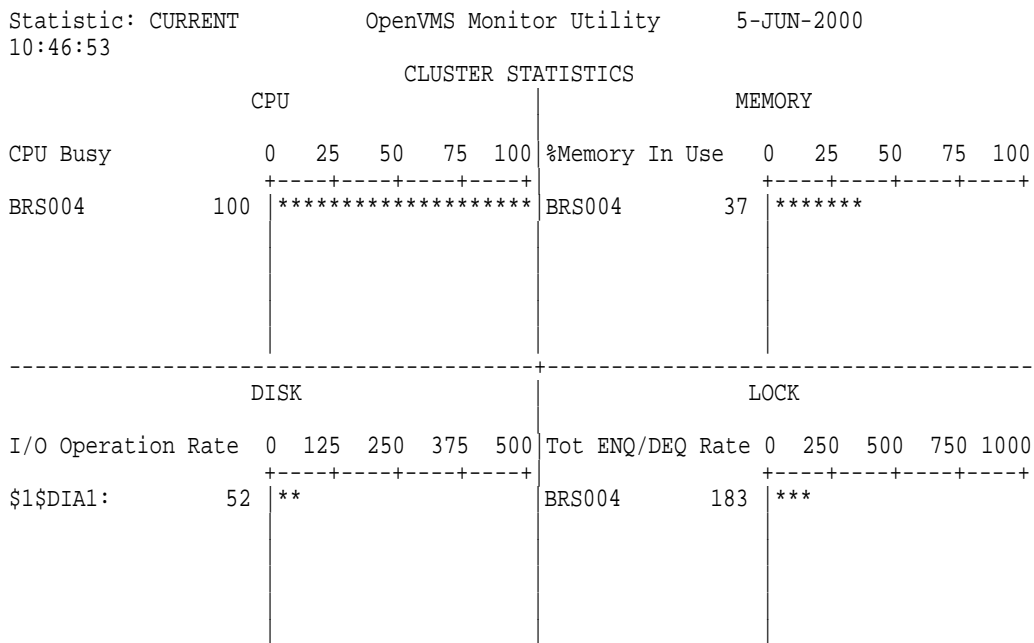 Statistic: CURRENT             OpenVMS Monitor Utility      5-JUN-2000
10:46:53
                               CLUSTER STATISTICS
                   CPU                   |               MEMORY
CPU Busy            0   25   50   75  100|%Memory In Use   0   25   50   75  100
                    +----+----+----+----+|                 +----+----+----+----+
BRS004          100 |********************|BRS004        37 |*******
-----------------------------------------+--------------------------------------
                   DISK                  |                LOCK
I/O Operation Rate  0  125  250  375  500|Tot ENQ/DEQ Rate 0  250  500  750 1000
                    +----+----+----+----+|                 +----+----+----+----+
$1$DIA1:         52 |**                  |BRS004       183 |***